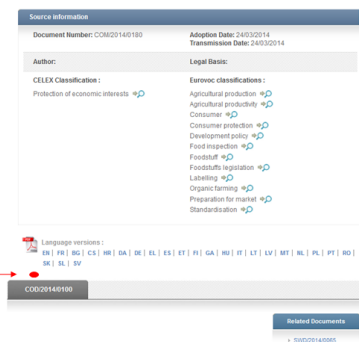 Source information
Document Number: COM/2014/0180
Adoption Date: 24/03/2014
Transmission Date: 24/03/2014
Author:
Legal Basis:
CELEX Classification :
Eurovoc classifications :
Protection of economic interests
Agricultural production
Agricultural productivity
Consumer
Consumer protection
Development policy
Food inspection
Foodstuff
Foodstuffs legislation
Labelling
Organic farming
Preparation for market
Standardisation
Language versions :
EN | FR | BG | CS | HR | DA | DE | EL | ES | ET | FI | GA | HU | IT | LT | LV | MT | NL | PL | PT | RO |
SK | SL | SV
COD/2014/0100
Related Documents
SWD/2014/0065